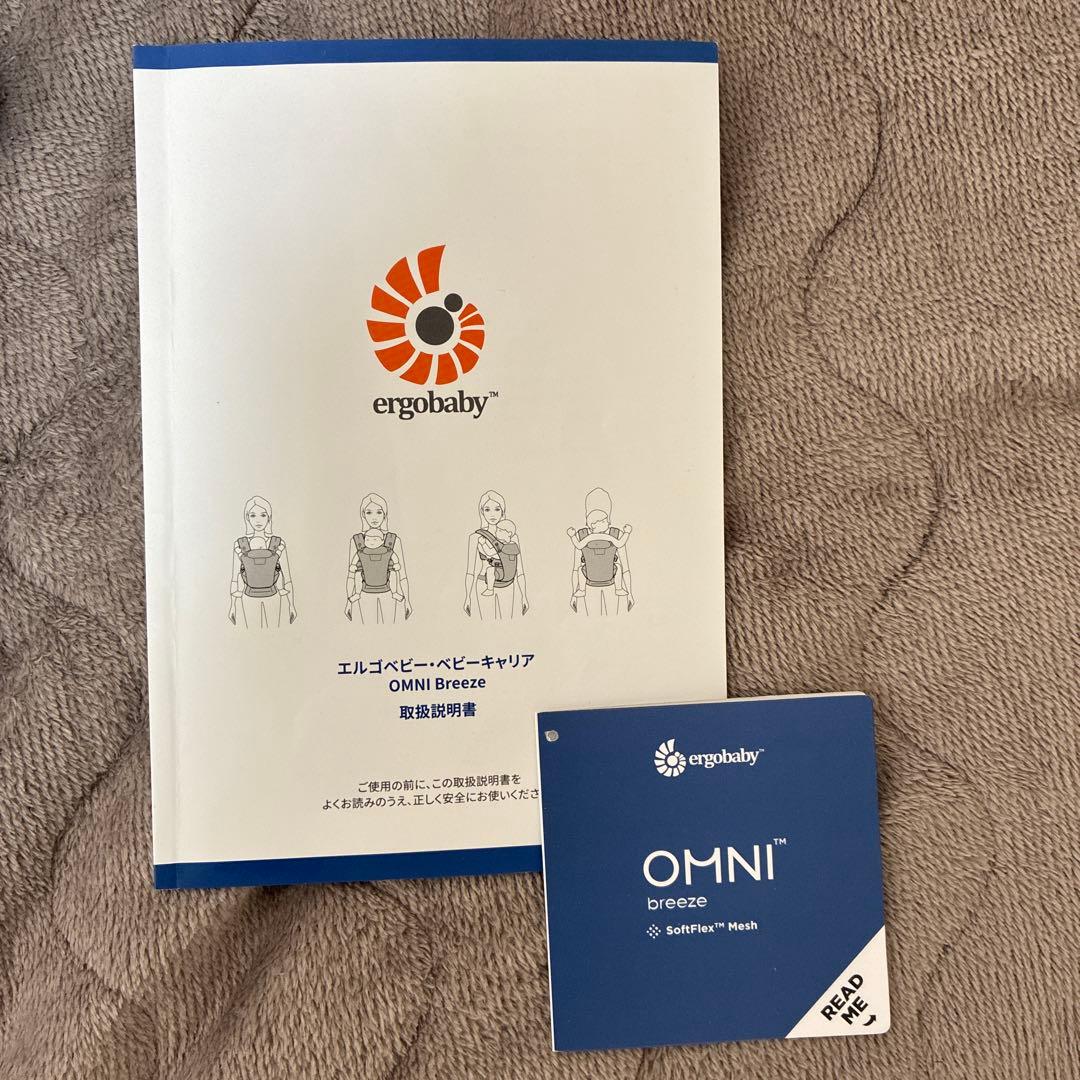 ergobaby™
エルゴベビー・ベビーキャリア
OMNI Breeze
取扱説明書
ご使用の前に、この取扱説明書を
よくお読みのうえ、正しく安全にお使いくださ
ergobaby™
OMNI™
breeze
SoftFlex™ Mesh
READ
ME